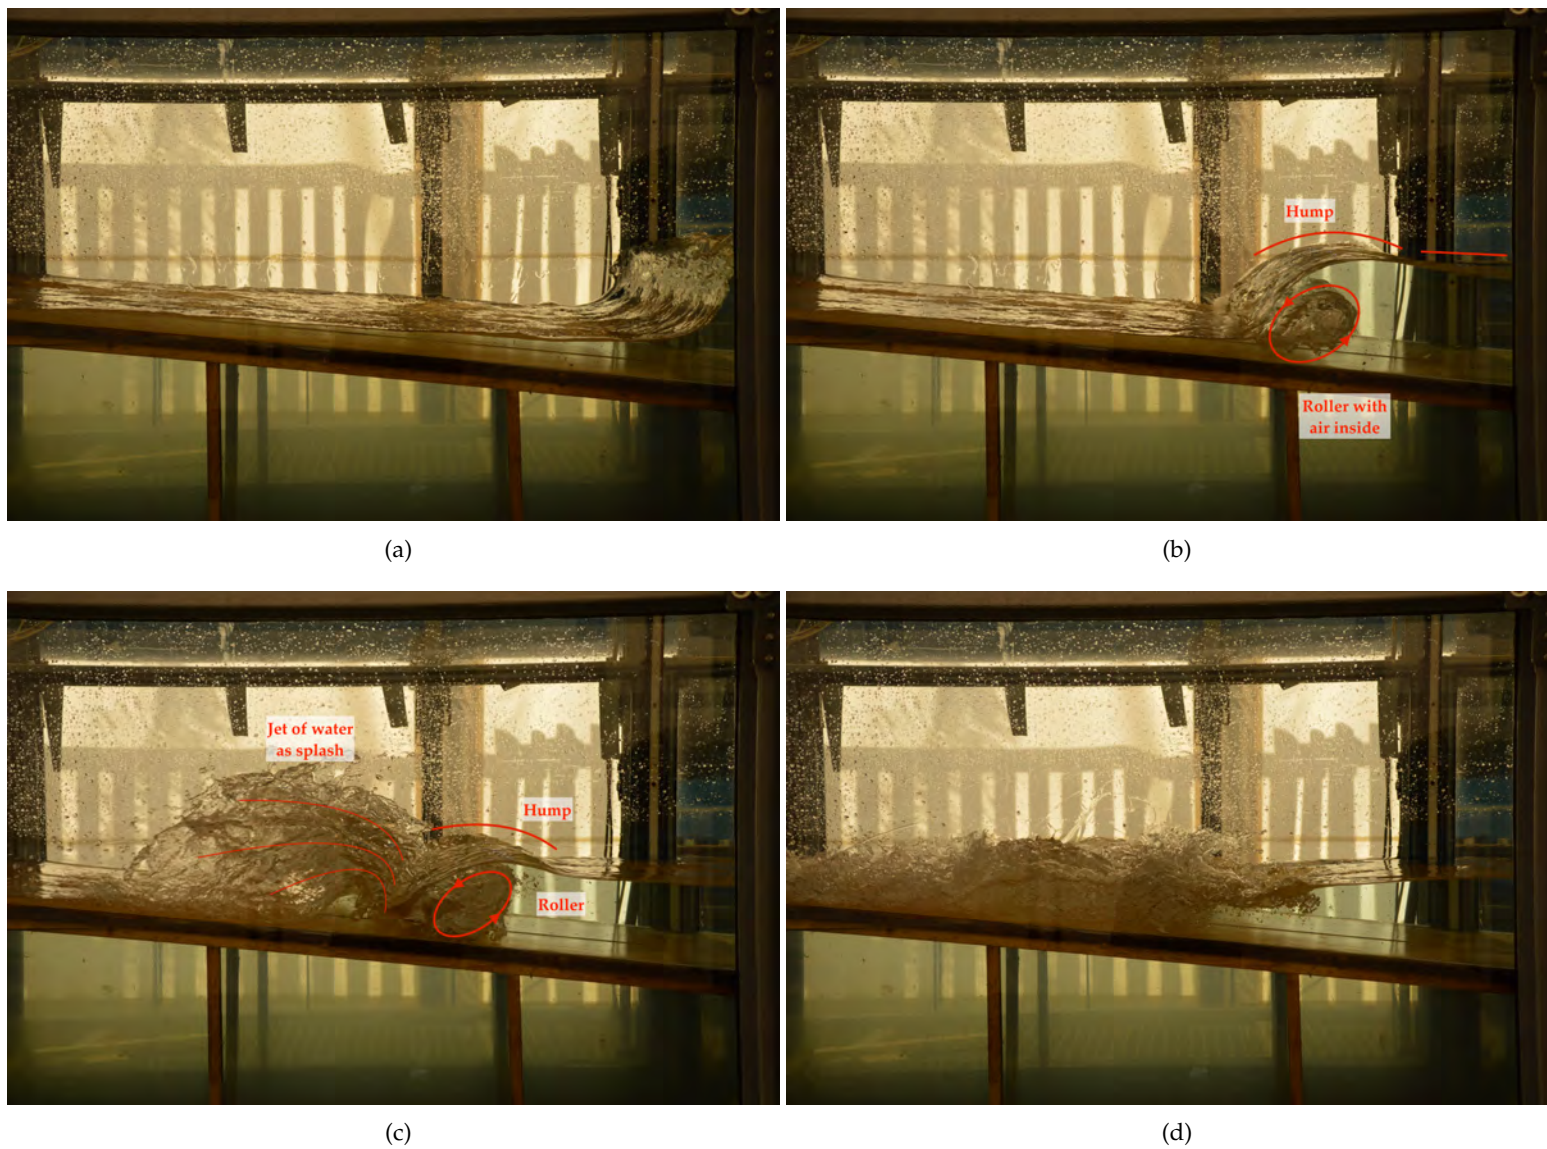 Hump
Roller with
air inside
(a)
(b)
Jet of water
as splash
Hump
Roller
(c)
(d)